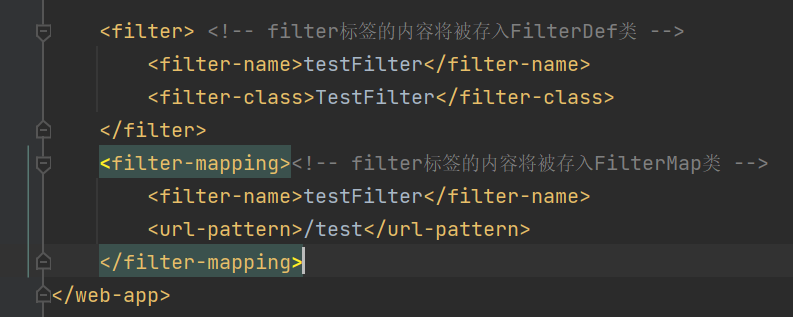 <filter> <!-- filter标签的内容将被存入FilterDef类 -->
<filter-name>testFilter</filter-name>
<filter-class>TestFilter</filter-class>
</filter>
<filter-mapping><!-- filter标签的内容将被存入FilterMap类 -->
<filter-name>testFilter</filter-name>
<url-pattern>/test</url-pattern>
</filter-mapping>
</web-app>